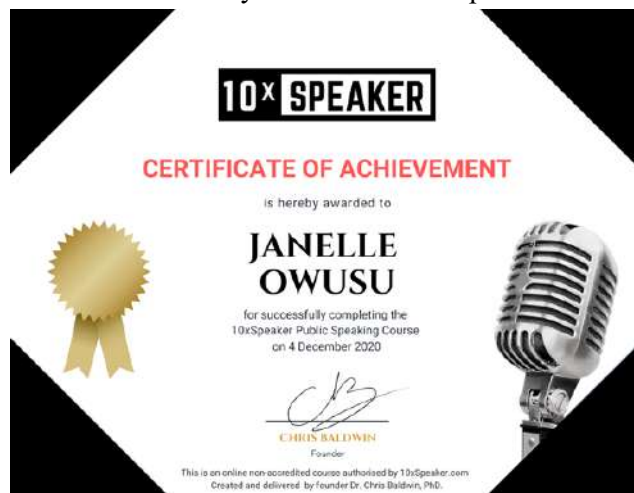 10x SPEAKER
CERTIFICATE OF ACHIEVEMENT
is hereby awarded to
JANELLE
OWUSU
for successfully completing the
10xSpeaker Public Speaking Course
on 4 December 2020
CHRIS BALDWIN
Founder
This is an online non-accredited course authorised by 10xSpeaker.com
Created and delivered by founder Dr. Chris Baldwin, PhD.